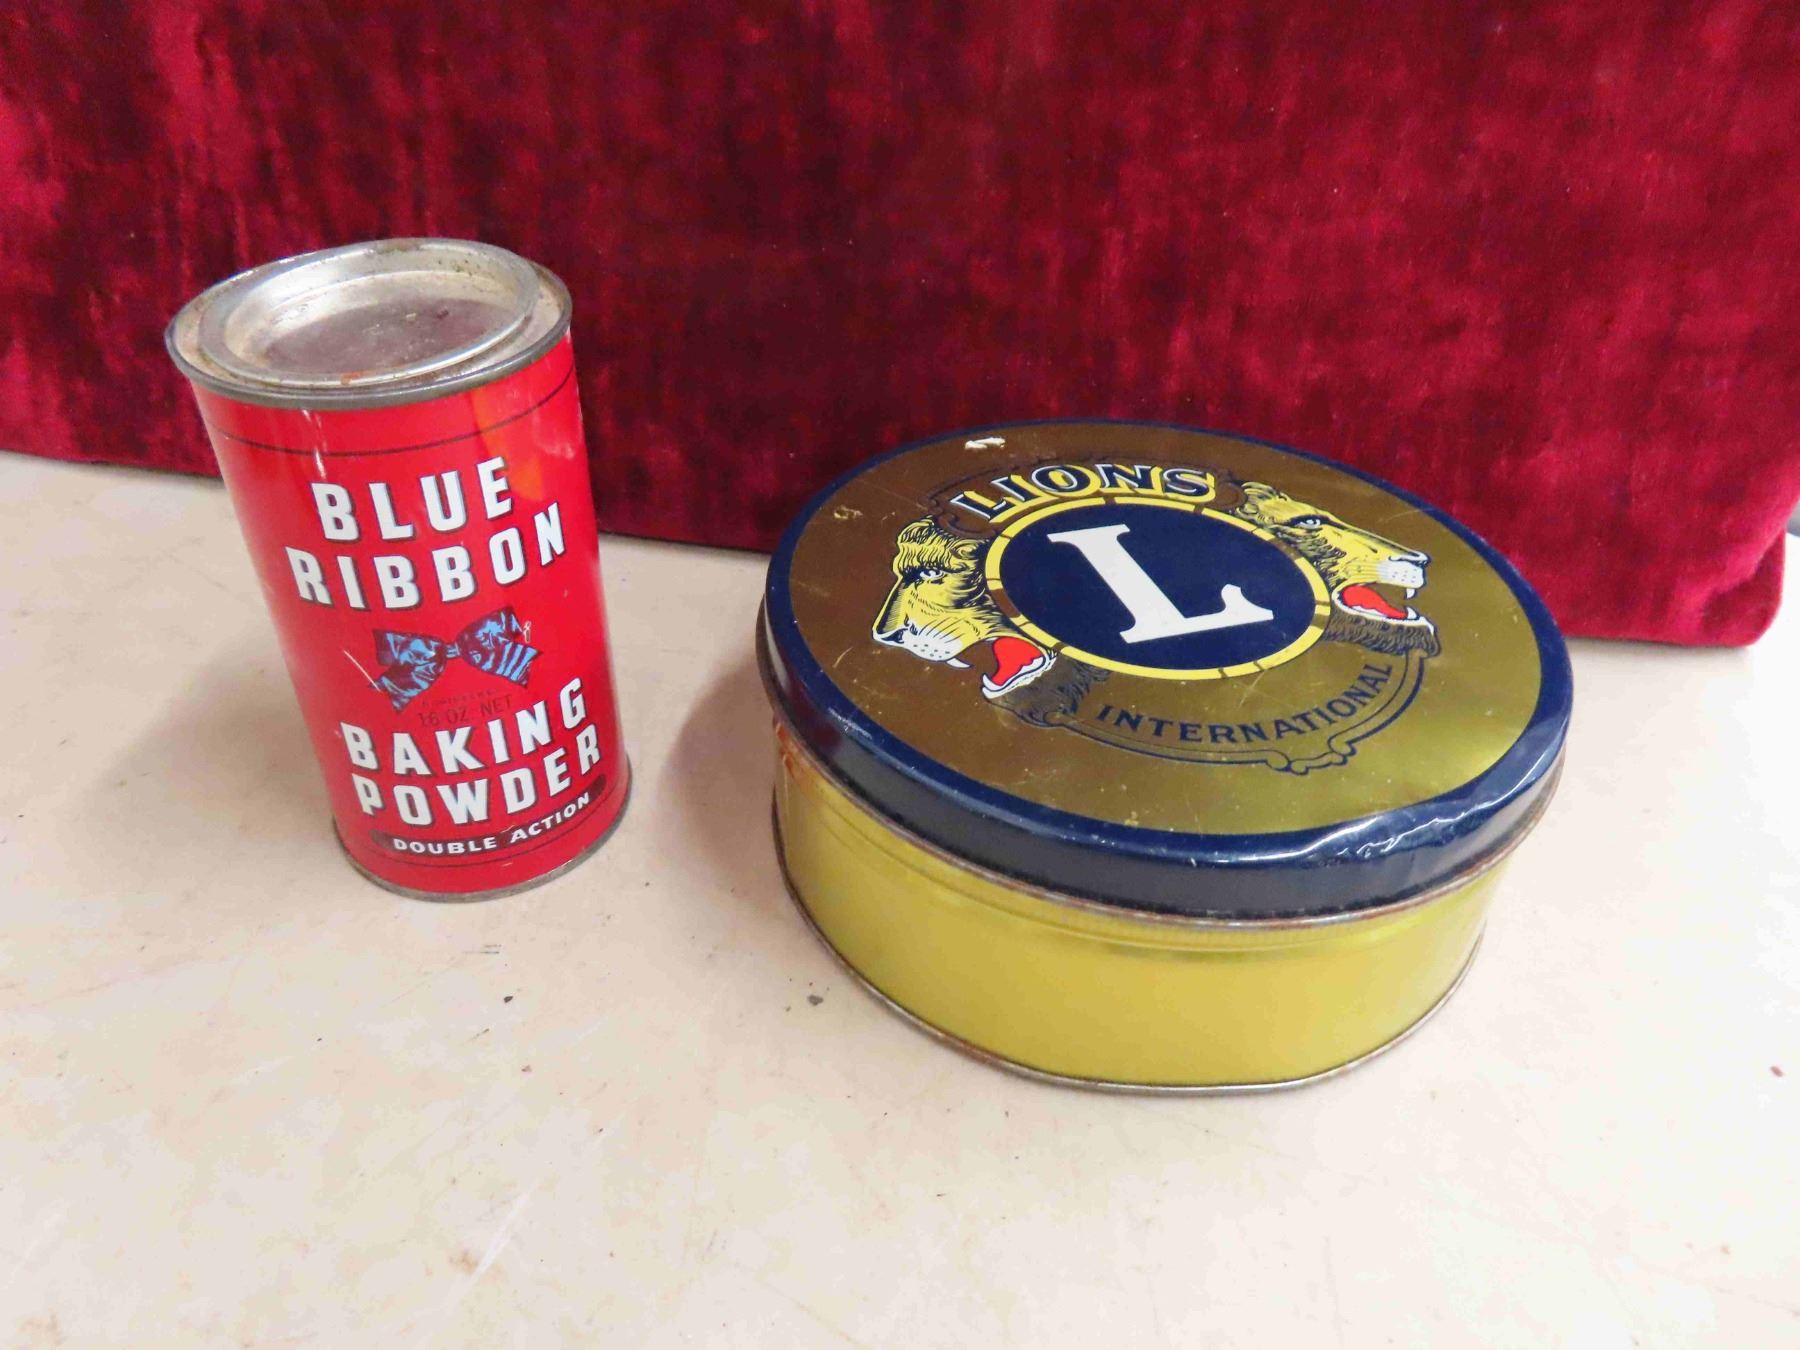 BLUE
RIBBON
16 OZ. NET
BAKING
POWDER
DOUBLE ACTION
LIONS
L
INTERNATIONAL